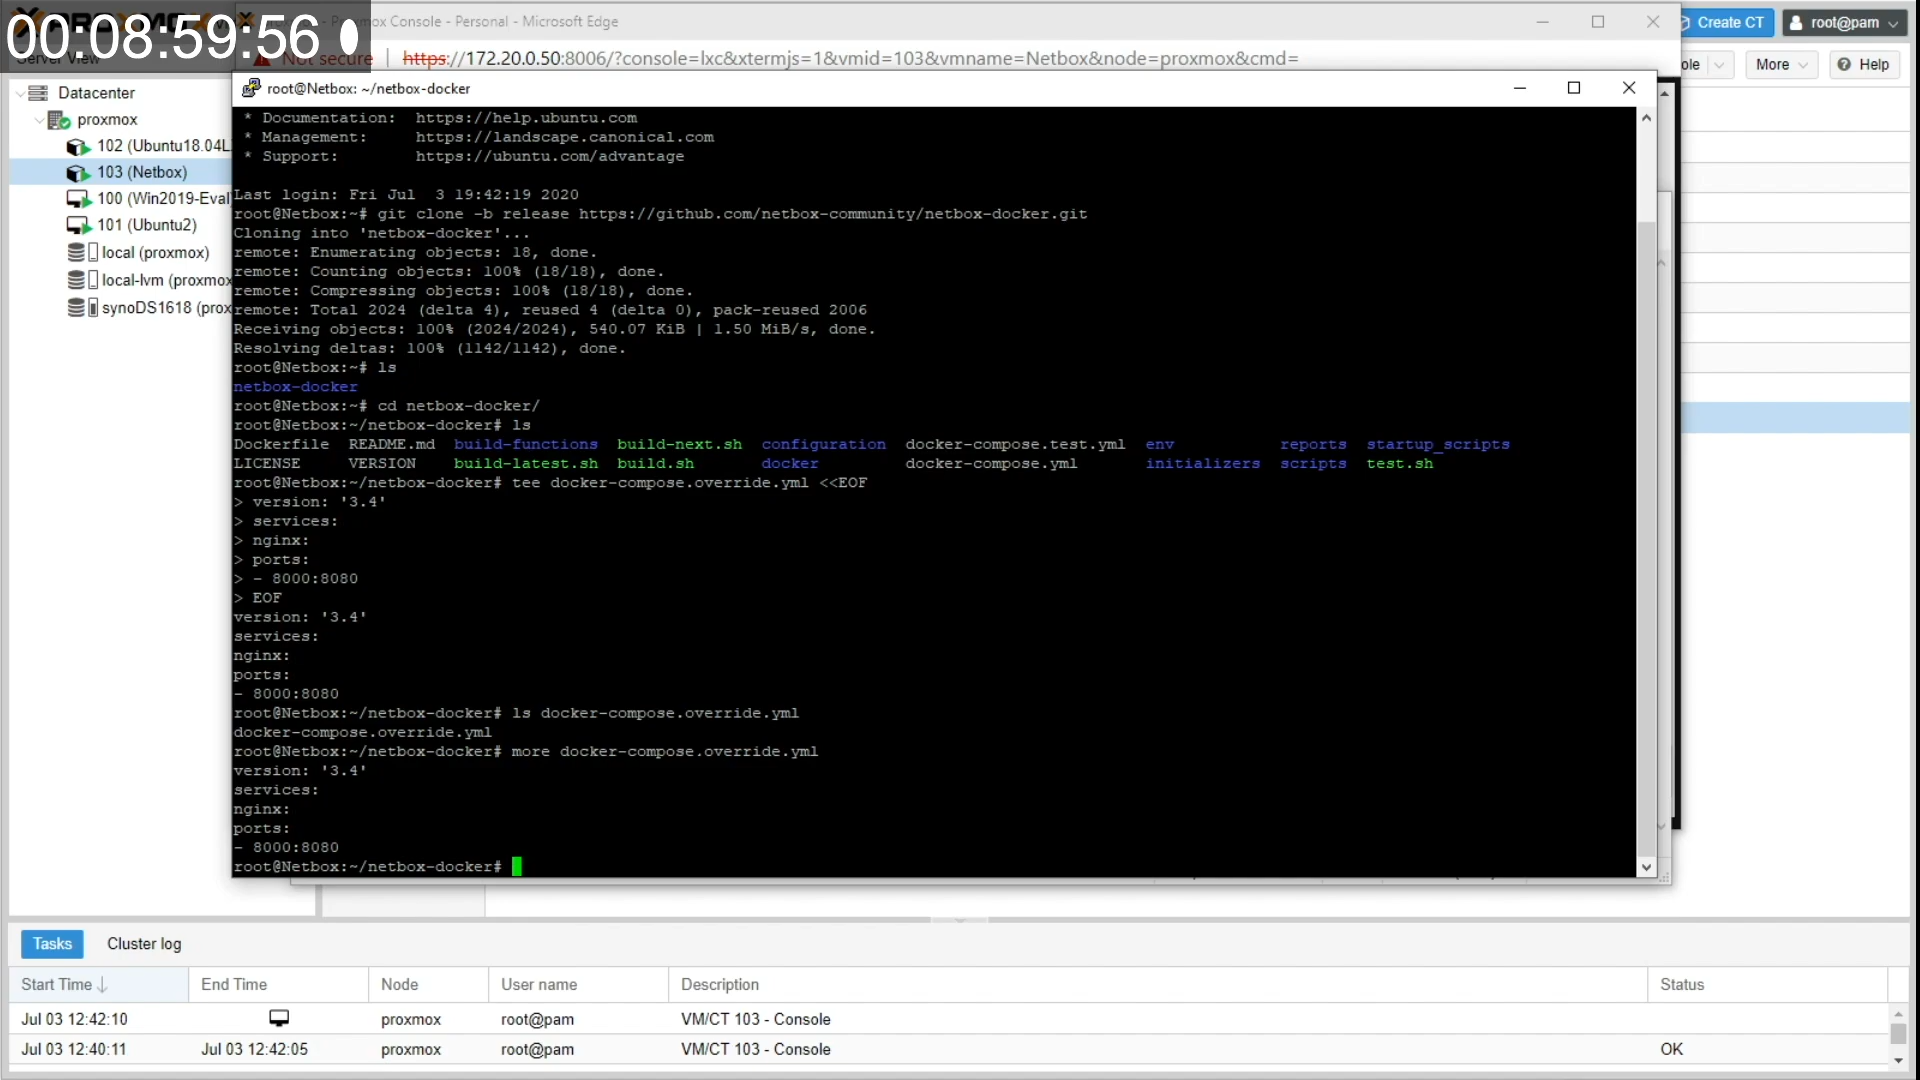 00:08:59:56
Proxmox Console - Personal - Microsoft Edge
Create CT
root@pam
Server View
Not secure
https://172.20.0.50:8006/?console=lxc&xtermjs=1&vmid=103&vmname=Netbox&node=proxmox&cmd=
ole
More
Help
Datacenter
proxmox
102 (Ubuntu18.04L
103 (Netbox)
100 (Win2019-Eval
101 (Ubuntu2)
local (proxmox)
local-lvm (proxmox
synoDS1618 (prox
root@Netbox: ~/netbox-docker
* Documentation:  https://help.ubuntu.com
* Management:     https://landscape.canonical.com
* Support:        https://ubuntu.com/advantage
Last login: Fri Jul  3 19:42:19 2020
root@Netbox:~# git clone -b release https://github.com/netbox-community/netbox-docker.git
Cloning into 'netbox-docker'...
remote: Enumerating objects: 18, done.
remote: Counting objects: 100% (18/18), done.
remote: Compressing objects: 100% (18/18), done.
remote: Total 2024 (delta 4), reused 4 (delta 0), pack-reused 2006
Receiving objects: 100% (2024/2024), 540.07 KiB | 1.50 MiB/s, done.
Resolving deltas: 100% (1142/1142), done.
root@Netbox:~# ls
netbox-docker
root@Netbox:~# cd netbox-docker/
root@Netbox:~/netbox-docker# ls
Dockerfile  README.md  build-functions  build-next.sh  configuration  docker-compose.test.yml  env           reports  startup_scripts
LICENSE     VERSION    build-latest.sh  build.sh       docker         docker-compose.yml       initializers  scripts  test.sh
root@Netbox:~/netbox-docker# tee docker-compose.override.yml <<EOF
> version: '3.4'
> services:
> nginx:
> ports:
> - 8000:8080
> EOF
version: '3.4'
services:
nginx:
ports:
- 8000:8080
root@Netbox:~/netbox-docker# ls docker-compose.override.yml
docker-compose.override.yml
root@Netbox:~/netbox-docker# more docker-compose.override.yml
version: '3.4'
services:
nginx:
ports:
- 8000:8080
root@Netbox:~/netbox-docker#
Tasks
Cluster log
Start Time  End Time  Node  User name  Description  Status
Jul 03 12:42:10  proxmox  root@pam  VM/CT 103 - Console
Jul 03 12:40:11  Jul 03 12:42:05  proxmox  root@pam  VM/CT 103 - Console  OK